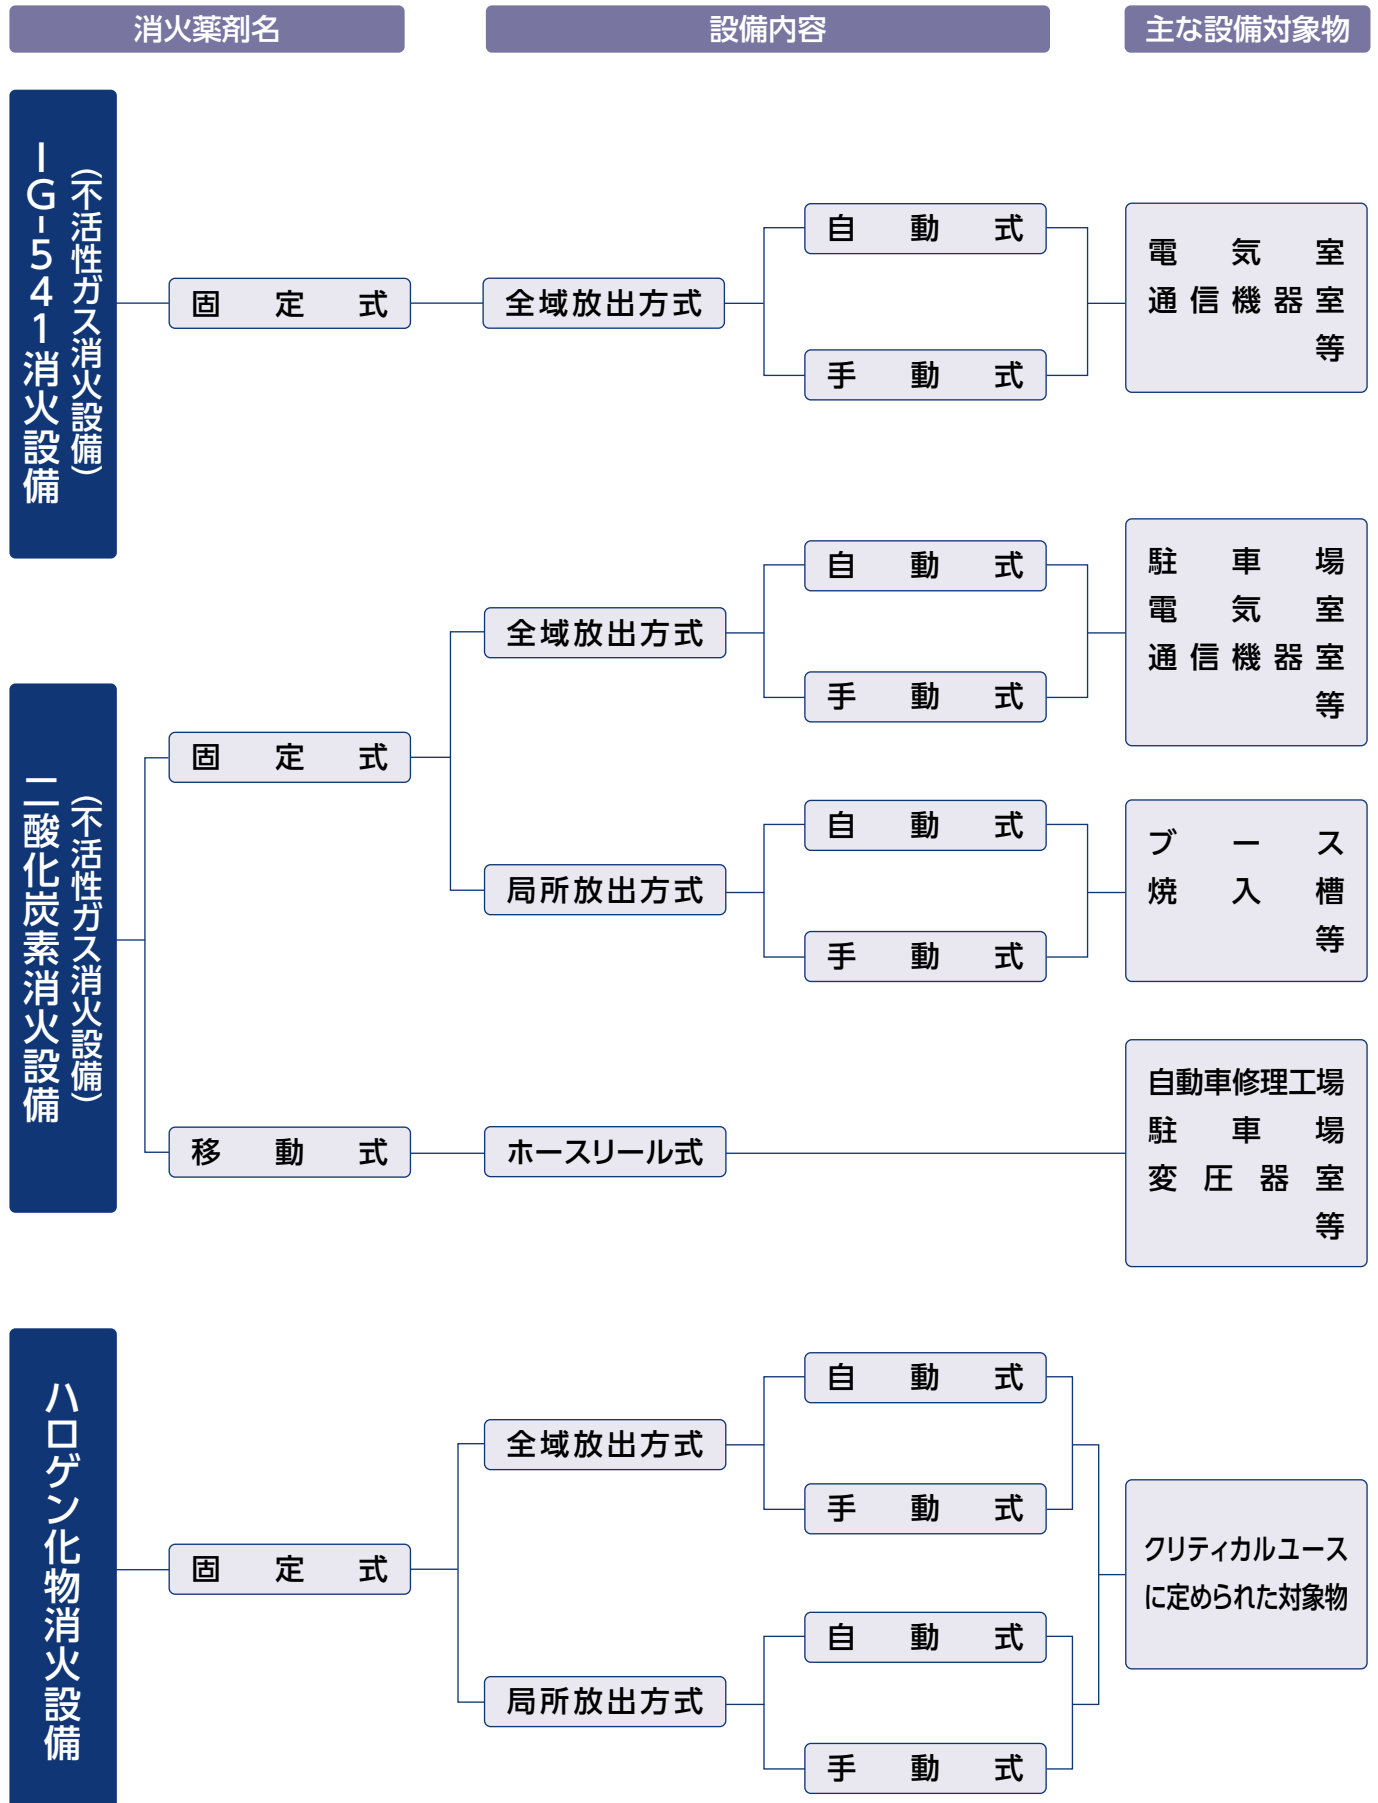 消火薬剤名
設備内容
主な設備対象物
IG-541消火設備
(不活性ガス消火設備)
固定式
全域放出方式
自動式
手動式
電気室
通信機器室
等
二酸化炭素消火設備
(不活性ガス消火設備)
固定式
全域放出方式
自動式
手動式
駐車場
電気室
通信機器室
等
局所放出方式
自動式
手動式
ブース
焼入槽
等
移動式
ホースリール式
自動車修理工場
駐車場
変圧器室
等
ハロゲン化物消火設備
固定式
全域放出方式
自動式
手動式
局所放出方式
自動式
手動式
クリティカルユース
に定められた対象物